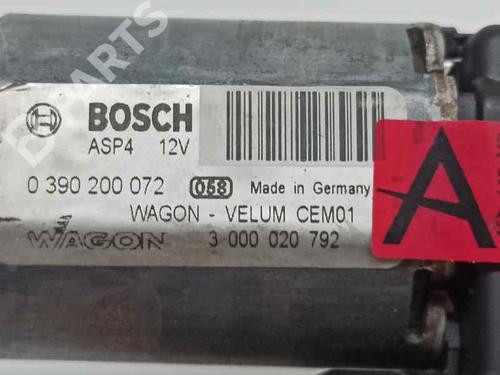 B-PARTS
BOSCH
ASP4 12V
0 390 200 072 058 Made in Germany
WAGON - VELUM CEM01
WAGON 3 000 020 792
A